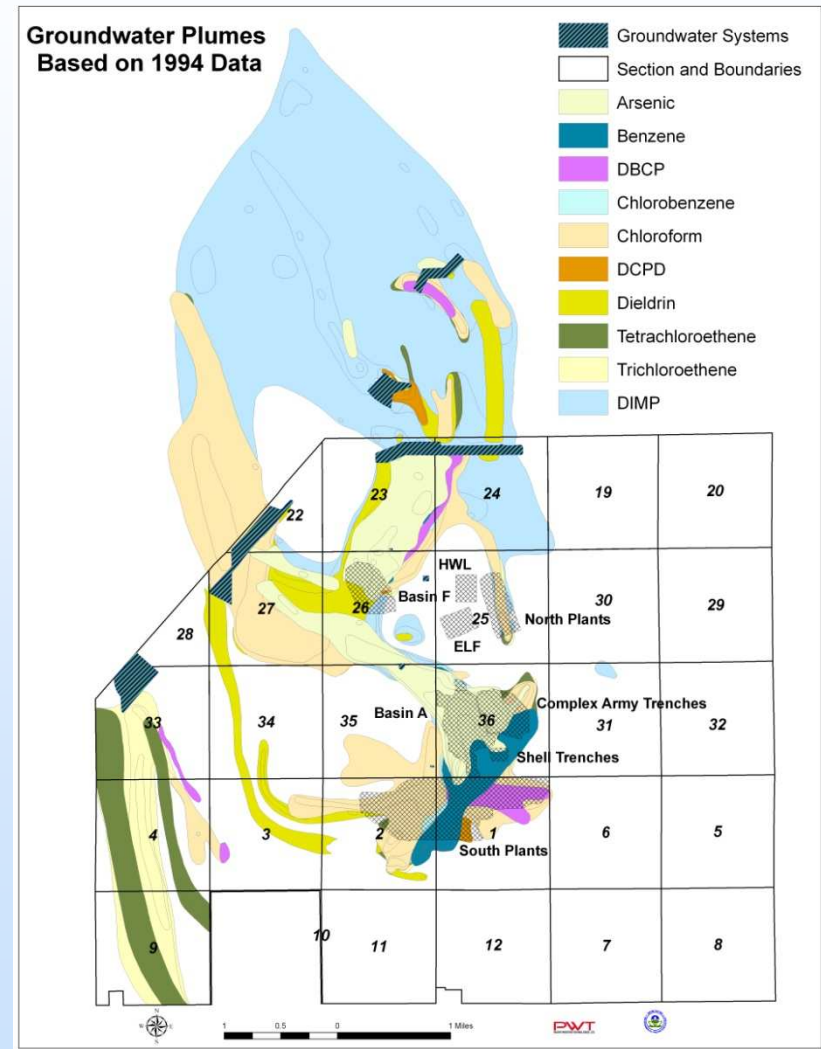 Groundwater Plumes
Based on 1994 Data
Groundwater Systems
Section and Boundaries
Arsenic
Benzene
DBCP
Chlorobenzene
Chloroform
DCPD
Dieldrin
Tetrachloroethene
Trichloroethene
DIMP
23
24
19
20
22
HWL
Basin F
27
26
25
North Plants
30
29
28
ELF
Complex Army Trenches
Basin A
36
33
34
35
31
32
Shell Trenches
4
3
2
1
6
5
South Plants
9
10
11
12
7
8
N
W
E
S
1
0.5
0
1 Miles
PWT